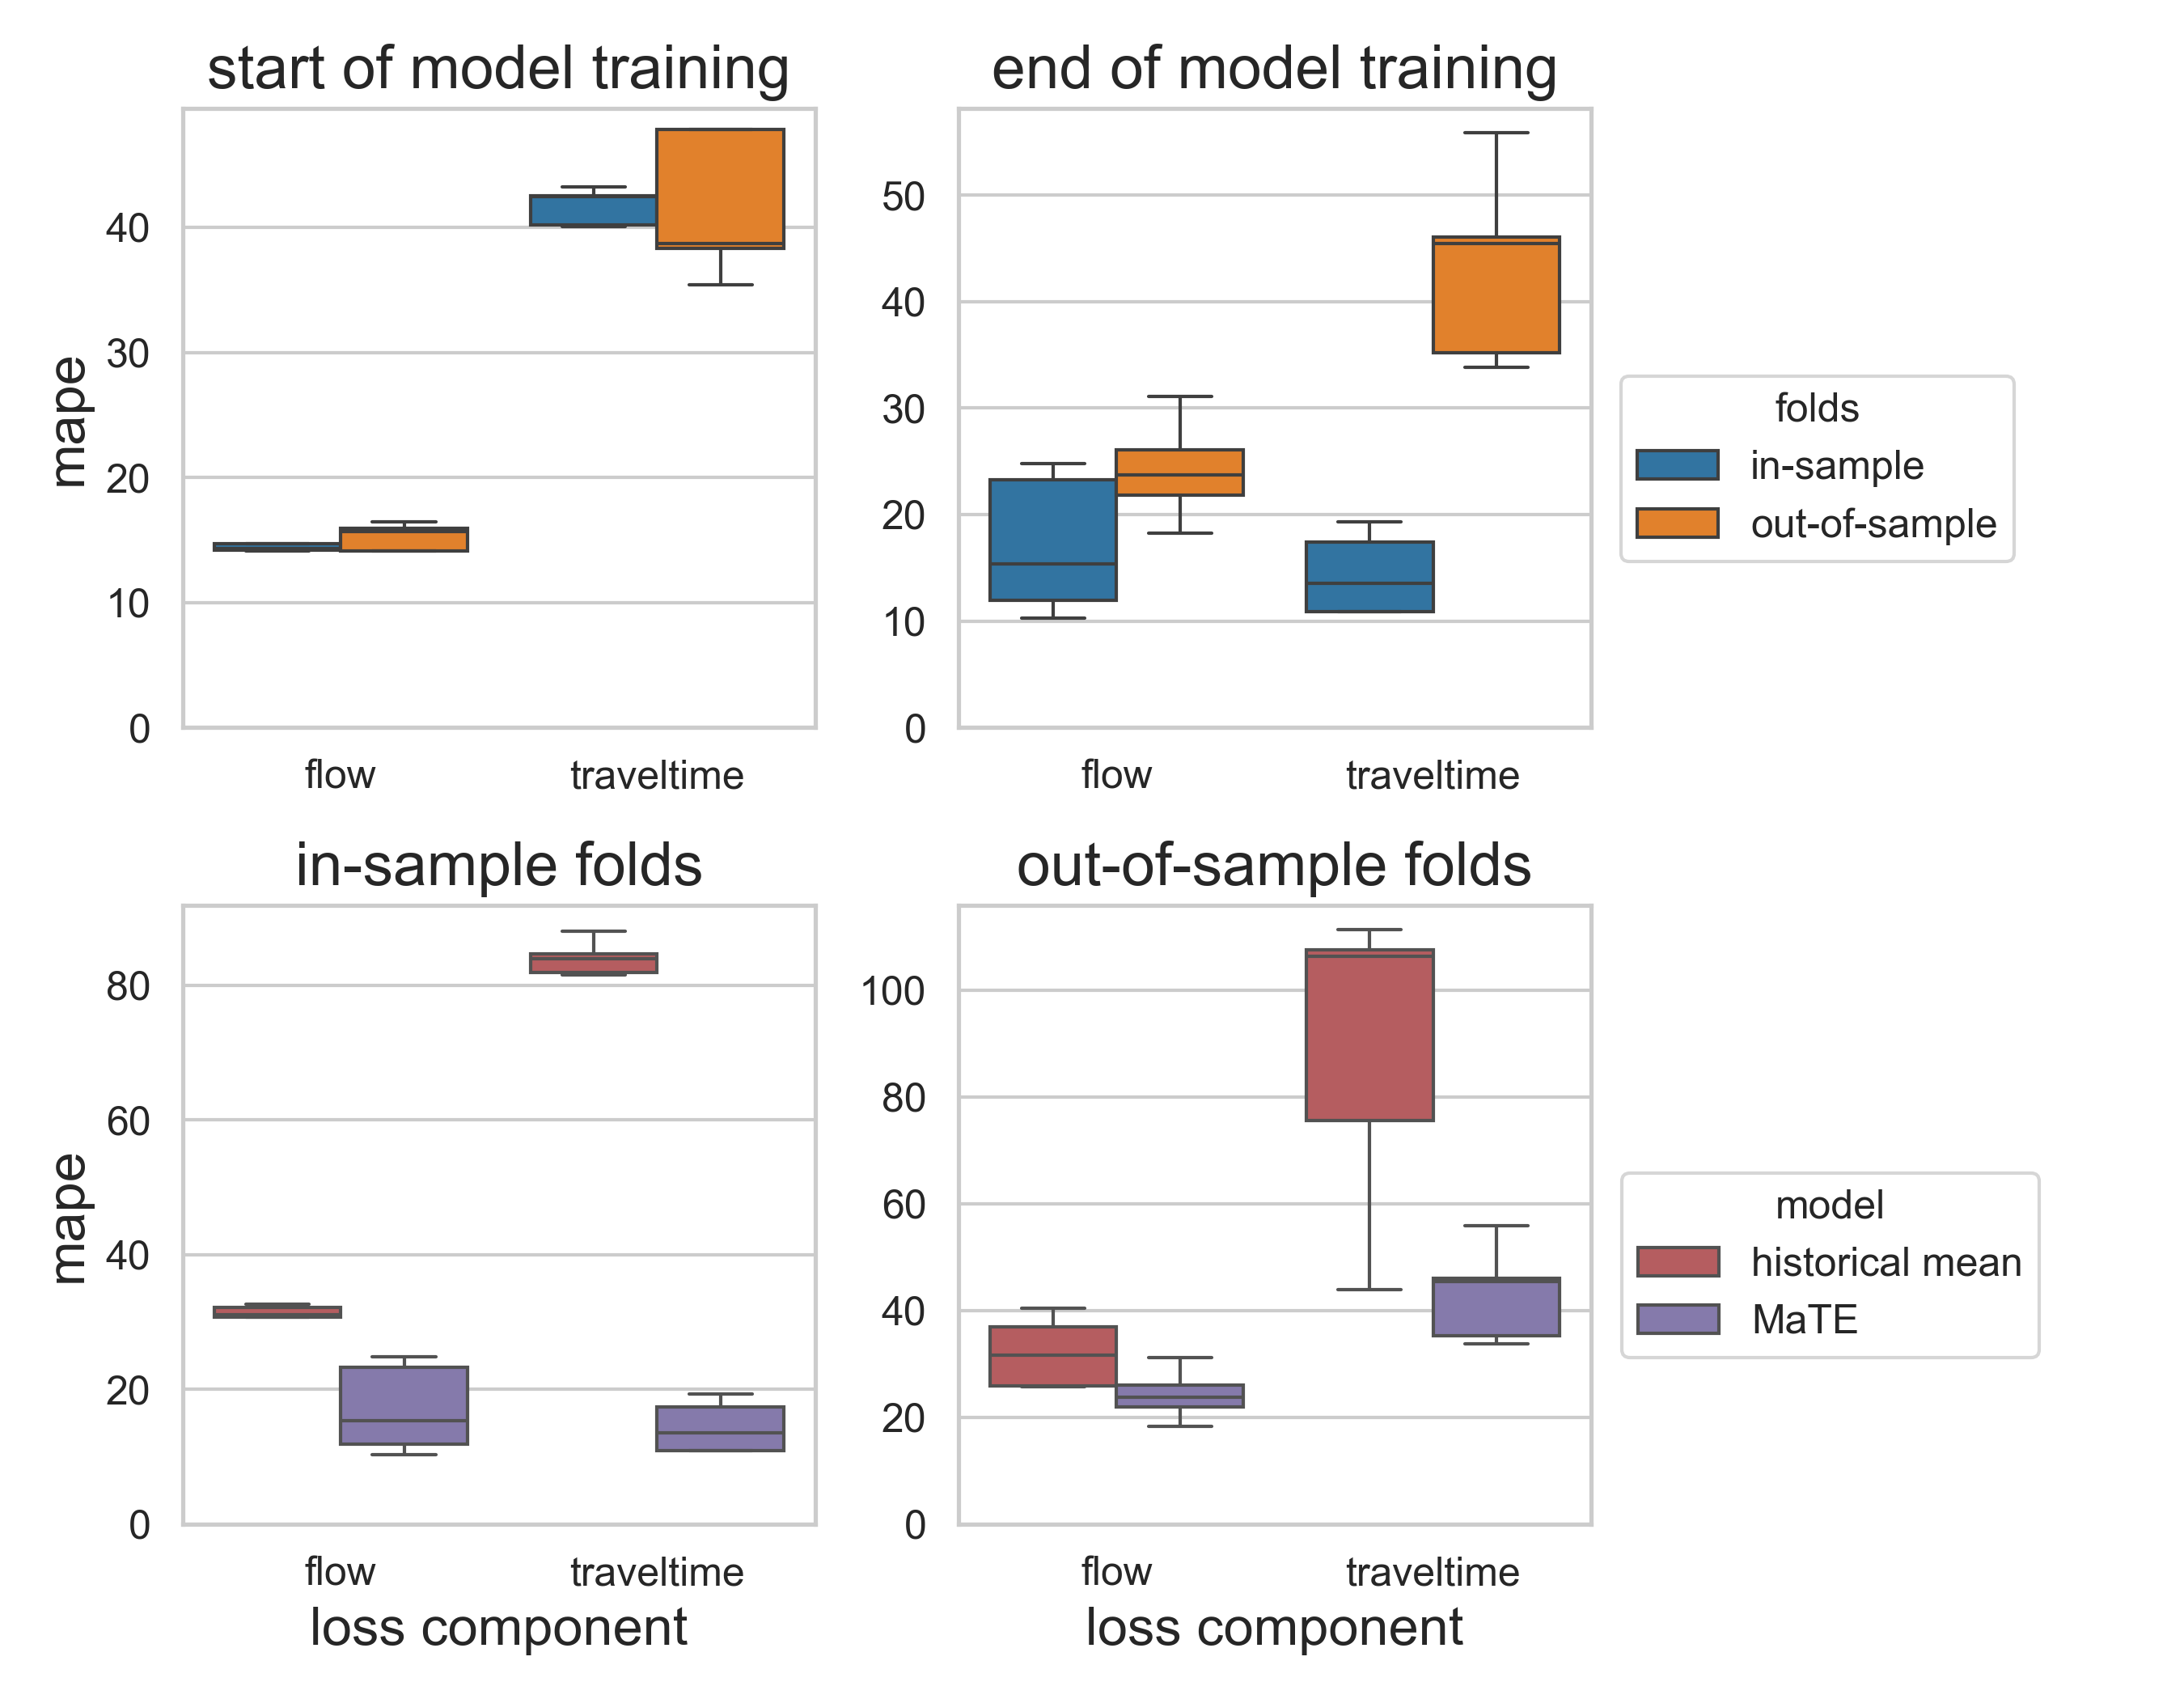 start of model training
end of model training
mape
40
30
20
10
0
flow
traveltime
50
40
30
20
10
0
flow
traveltime
folds
in-sample
out-of-sample
in-sample folds
out-of-sample folds
mape
80
60
40
20
0
flow
traveltime
loss component
100
80
60
40
20
0
flow
traveltime
loss component
model
historical mean
MaTE